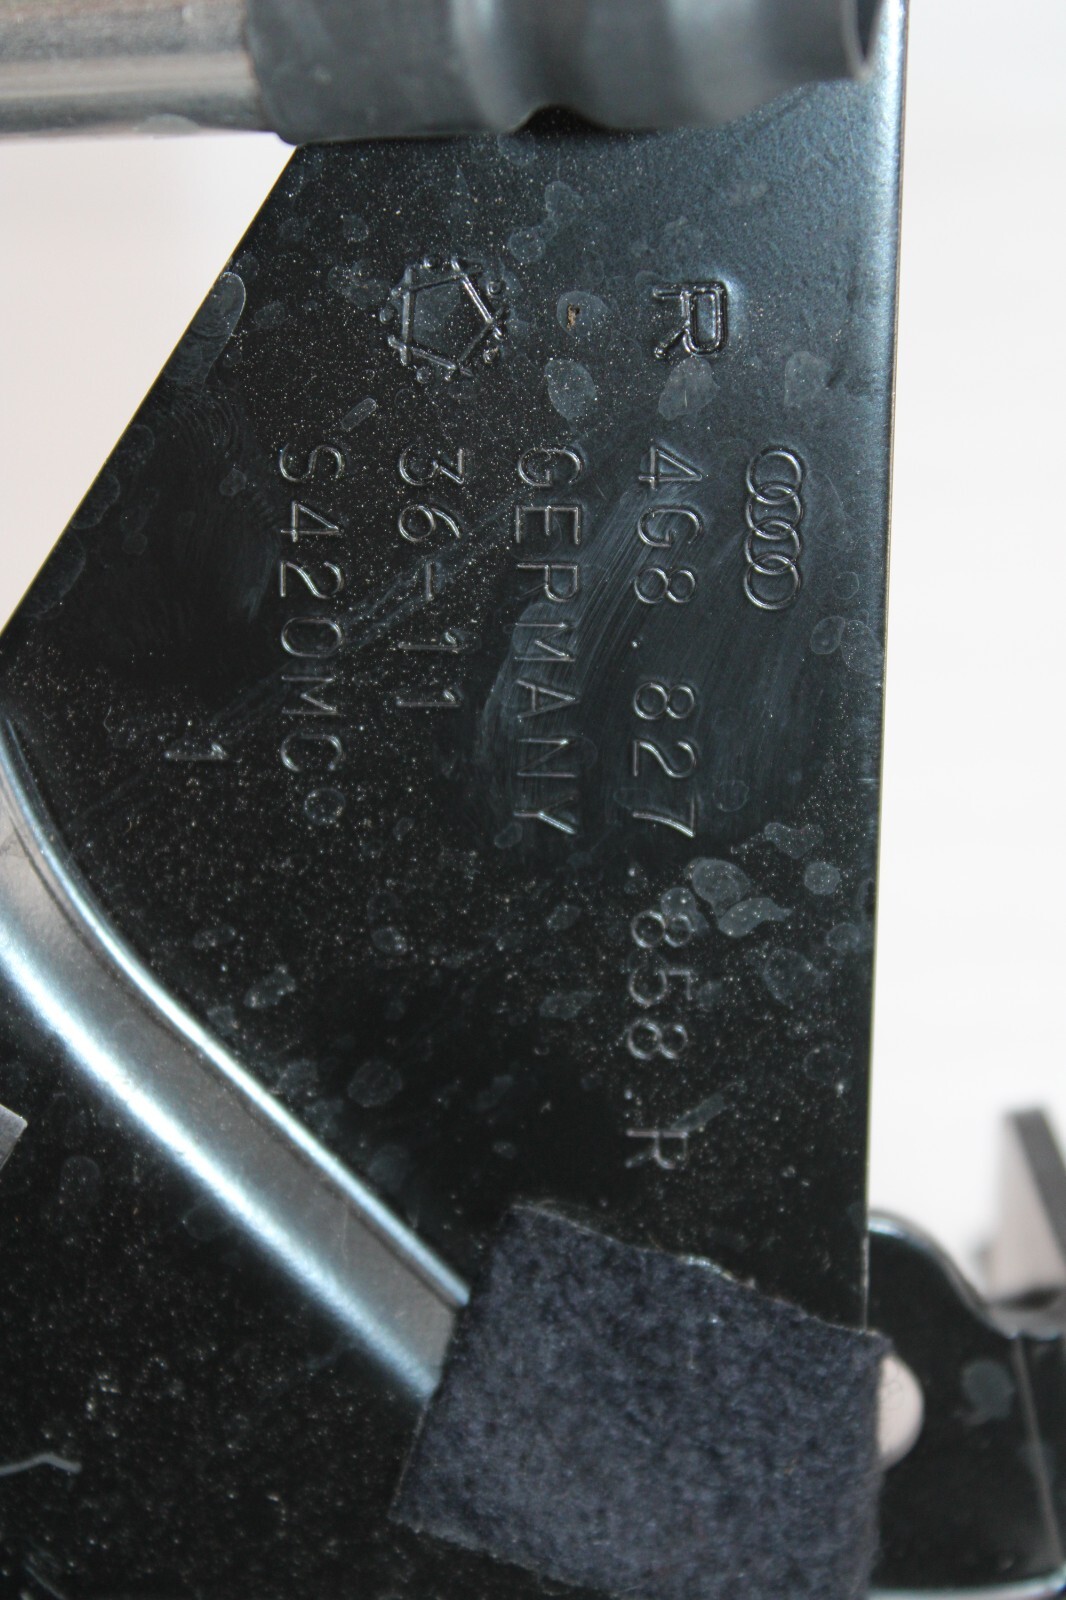 R
4G8.827 858.R
GERMANY
36-11
S420MC
1